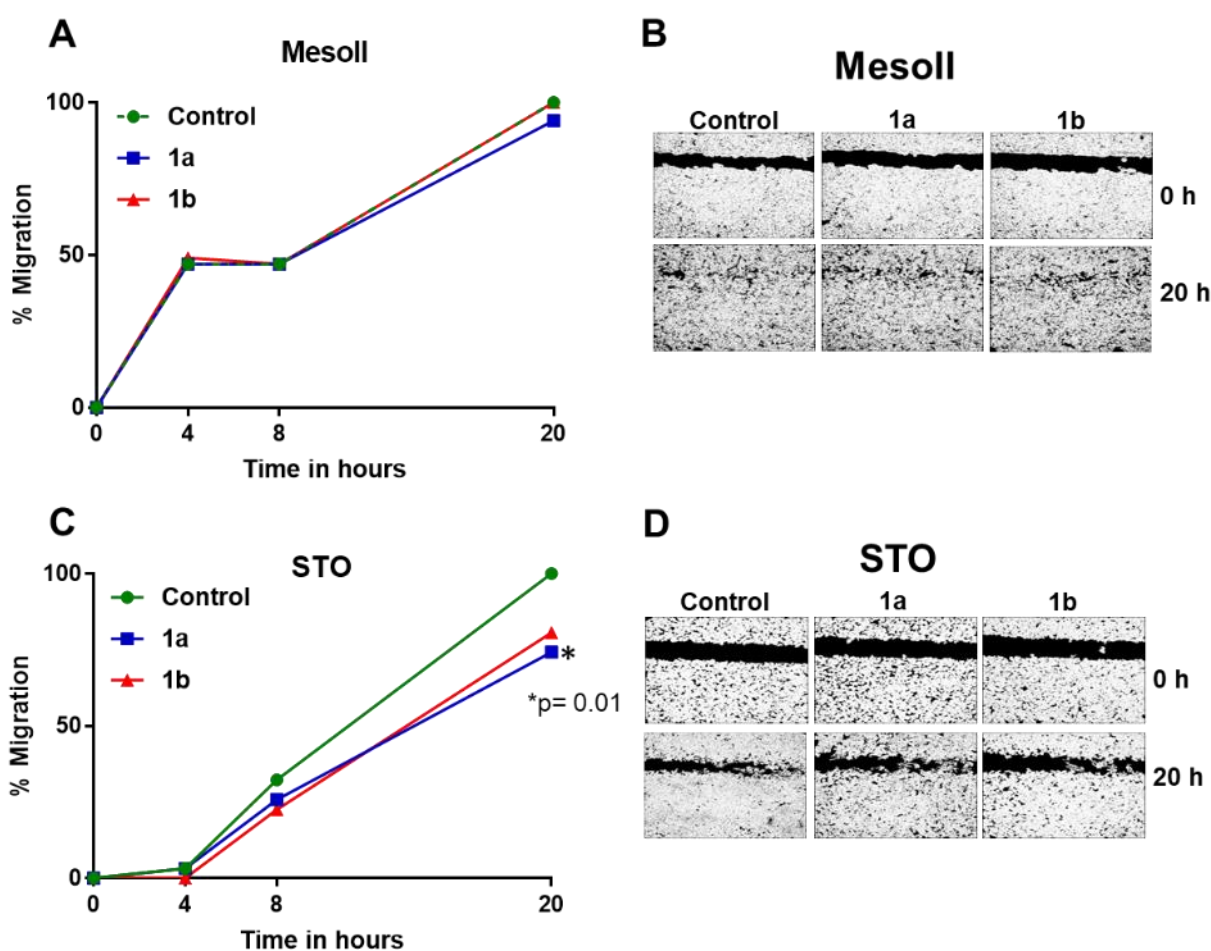 A
MesoII
100
50
0
% Migration
Control
1a
1b
0 4 8 20
Time in hours
B
MesoII
Control 1a 1b
0 h
20 h
C
STO
100
50
0
% Migration
Control
1a
1b
*
*p= 0.01
0 4 8 20
Time in hours
D
STO
Control 1a 1b
0 h
20 h